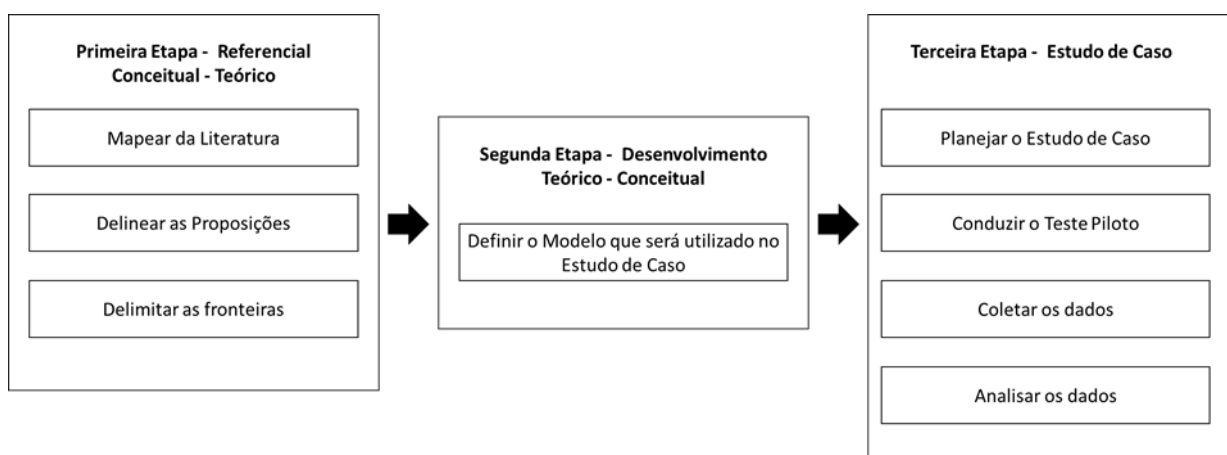 Primeira Etapa - Referencial
Conceitual - Teórico
Mapear da Literatura
Delinear as Proposições
Delimitar as fronteiras
Segunda Etapa - Desenvolvimento
Teórico - Conceitual
Definir o Modelo que será utilizado no
Estudo de Caso
Terceira Etapa - Estudo de Caso
Planejar o Estudo de Caso
Conduzir o Teste Piloto
Coletar os dados
Analisar os dados